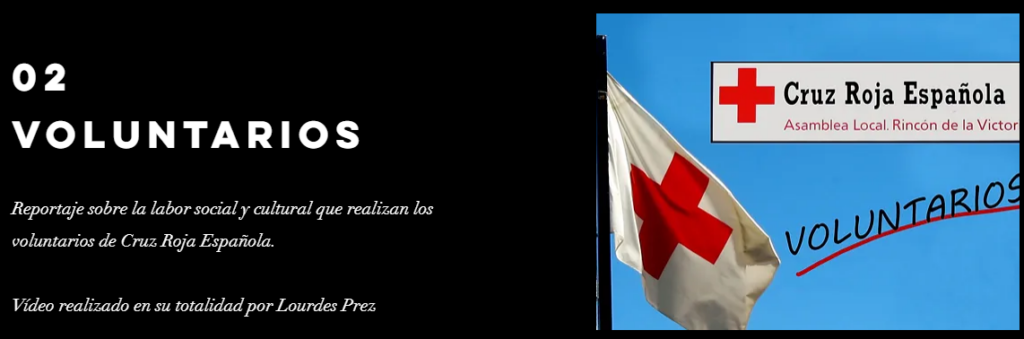 02
VOLUNTARIOS
Reportaje sobre la labor social y cultural que realizan los
voluntarios de Cruz Roja Española.
Vídeo realizado en su totalidad por Lourdes Prez
Cruz Roja Española
Asamblea Local. Rincón de la Victor
VOLUNTARIOS